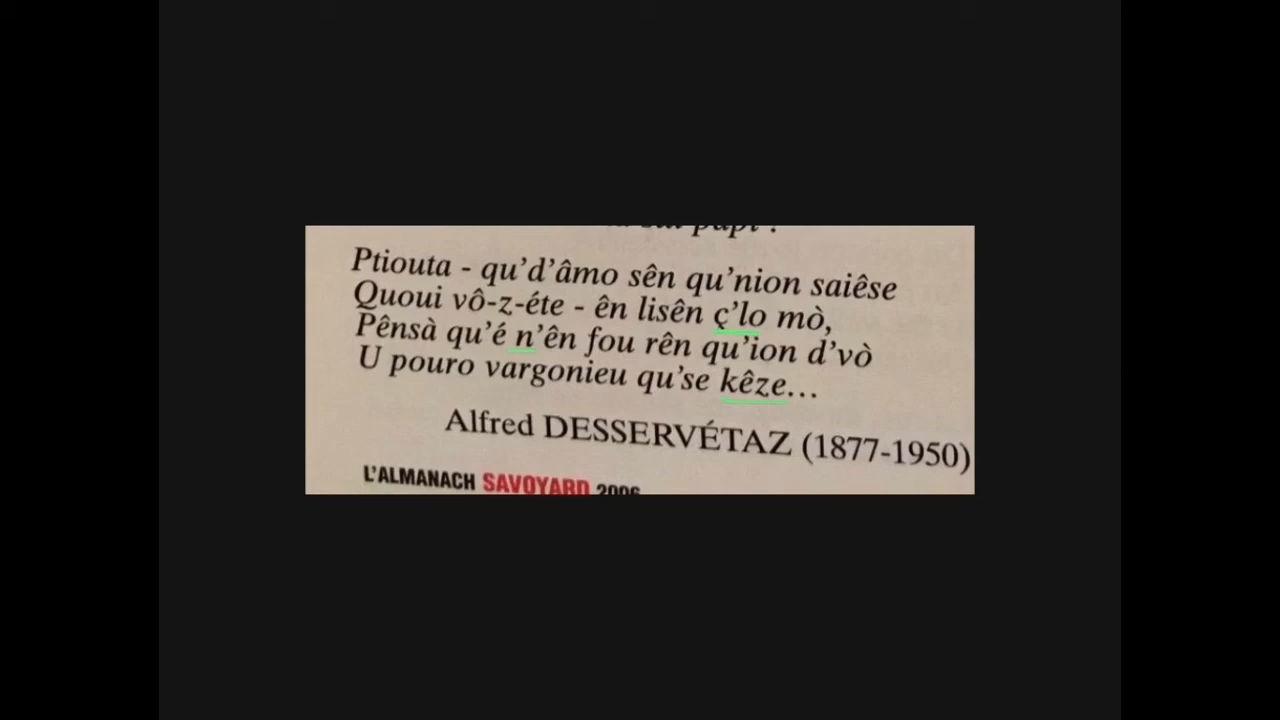 Ptiouta - qu'd'âmo sên qu'nion saiêse
Quoui vô-z-éte - ên lisên ç'lo mò,
Pênsà qu'é n'ên fou rên qu'ion d'vò
U pouro vargonieu qu'se kêze...
Alfred DESSERVÉTAZ (1877-1950)
L'ALMANACH SAVOYARD 2006